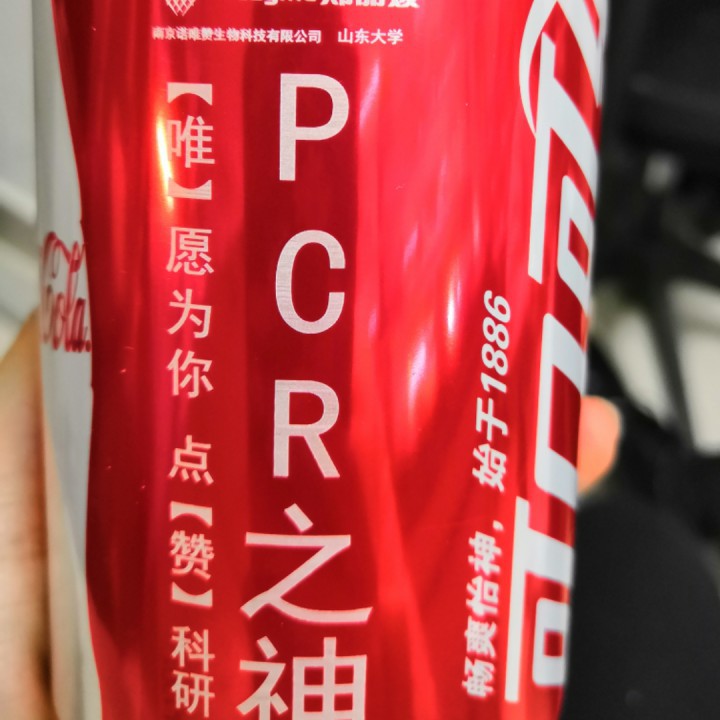 南京诺唯赞生物科技有限公司 山东大学
【唯】愿为你 点【赞】科研
PCR之神
畅爽怡神，始于1886
Cola